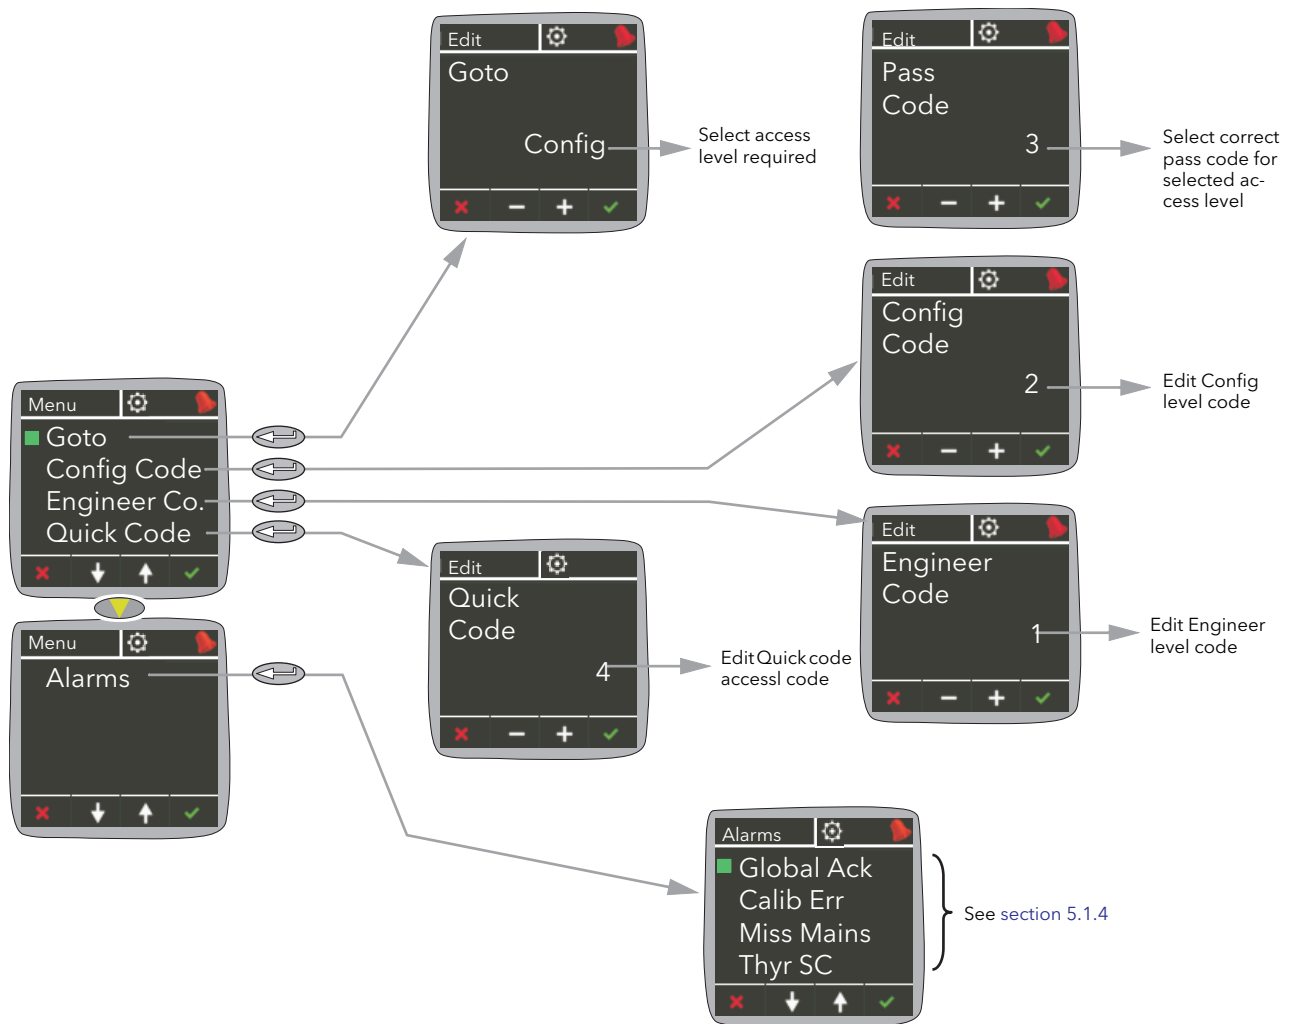 Edit
Goto
Config
Select access
level required
Edit
Pass
Code
3
Select correct
pass code for
selected ac-
cess level
Edit
Config
Code
2
Edit Config
level code
Menu
Goto
Config Code
Engineer Co.
Quick Code
Edit
Engineer
Code
1
Edit Engineer
level code
Edit
Quick
Code
4
Edit Quick code
accessl code
Menu
Alarms
Alarms
Global Ack
Calib Err
Miss Mains
Thyr SC
See section 5.1.4